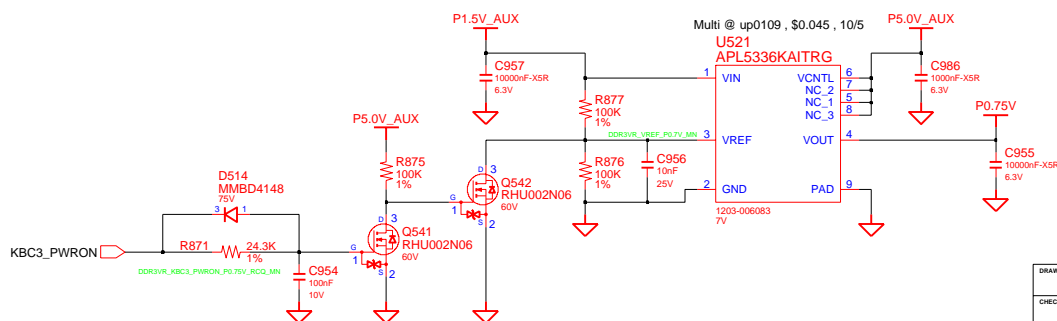 P1.5V_AUX
Multi @ up0109 , $0.045 , 10/5
P5.0V_AUX
U521
APL5336KAITRG
C957
10000nF-X5R
6.3V
1
VIN
VCNTL
6
NC_2
7
NC_1
5
NC_3
8
C986
1000nF-X5R
6.3V
R877
100K
1%
P5.0V_AUX
P0.75V
DDR3VR_VREF_P0.7V_MN
3
VREF
VOUT
4
R875
100K
1%
D
3
Q542
RHU002N06
60V
G
1
S
2
R876
100K
1%
C956
10nF
25V
2
GND
PAD
9
C955
10000nF-X5R
6.3V
1203-006083
7V
D514
MMBD4148
75V
3
1
KBC3_PWRON
R871
24.3K
1%
DDR3VR_KBC3_PWRON_P0.75V_RCQ_MN
C954
100nF
10V
D
3
G
1
Q541
RHU002N06
60V
S
2
DRAW
CHEC